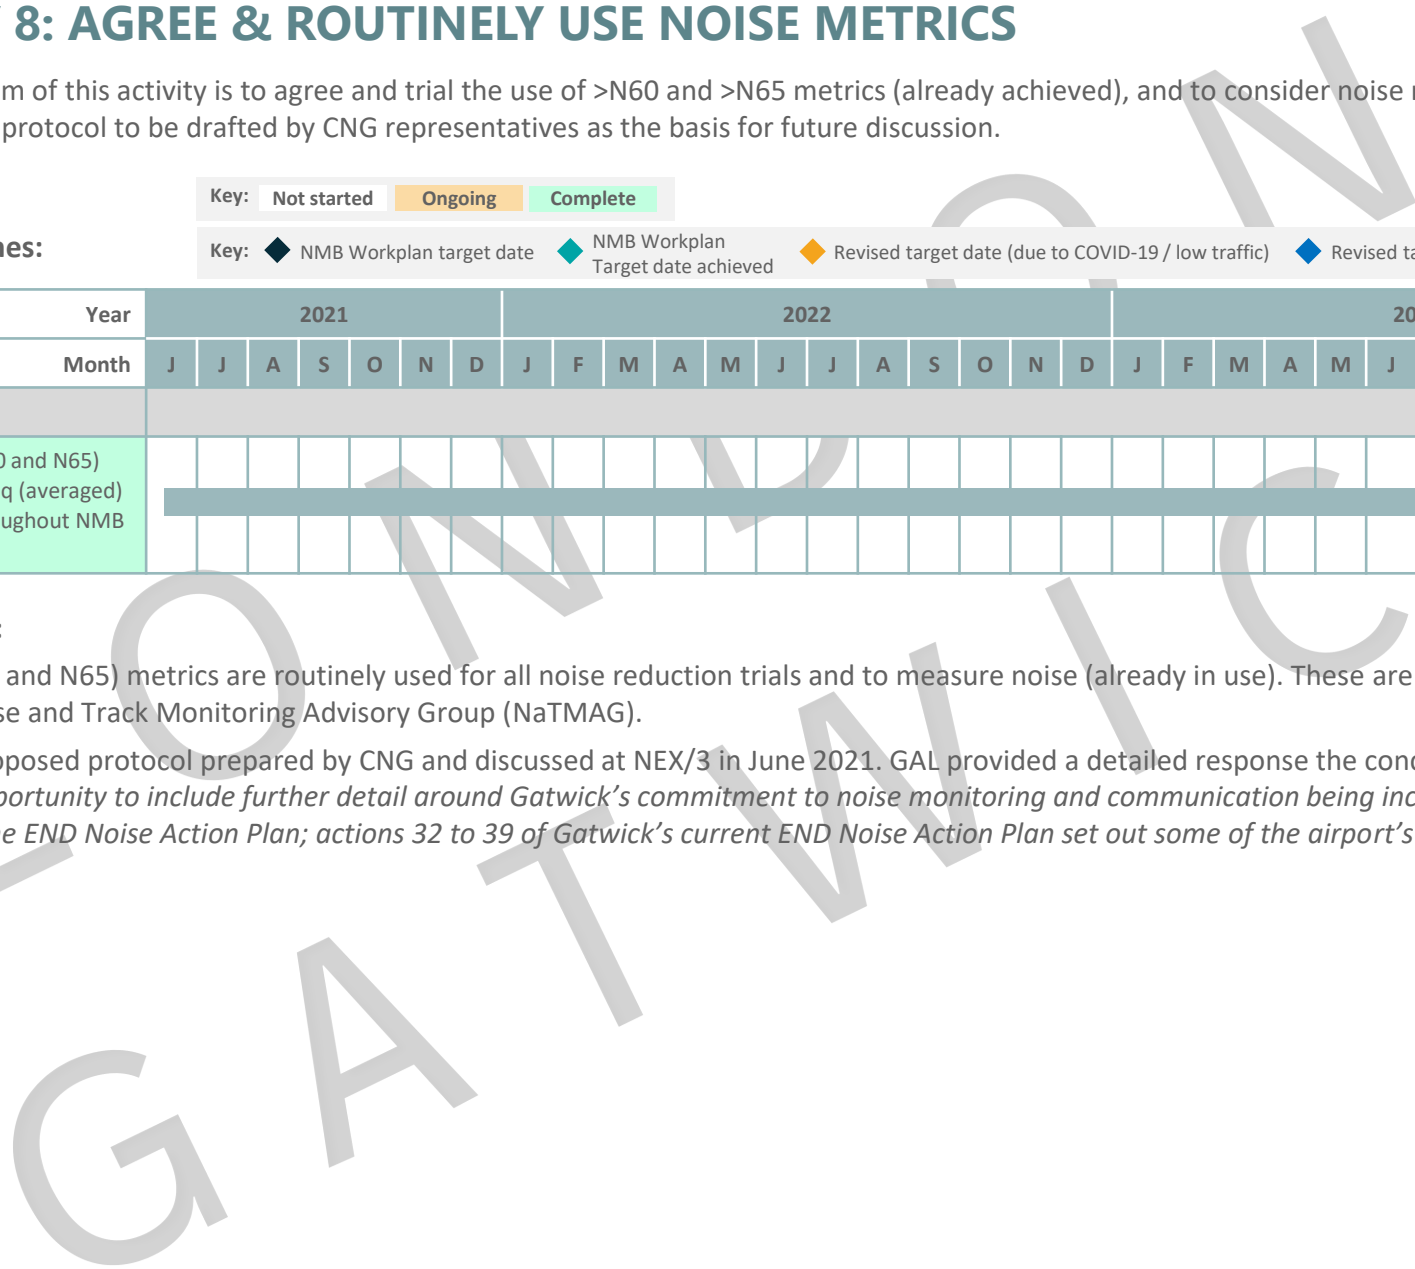 8: AGREE & ROUTINELY USE NOISE METRICS
m of this activity is to agree and trial the use of >N60 and >N65 metrics (already achieved), and to consider noise
protocol to be drafted by CNG representatives as the basis for future discussion.
Key: Not started Ongoing Complete
nes:
Key: NMB Workplan target date NMB Workplan Target date achieved Revised target date (due to COVID-19 / low traffic) Revised ta
Year 2021 2022 20
Month J J A S O N D J F M A M J J A S O N D J F M A M J
0 and N65)
q (averaged)
ughout NMB
:
and N65) metrics are routinely used for all noise reduction trials and to measure noise (already in use). These are
se and Track Monitoring Advisory Group (NaTMAG).
oposed protocol prepared by CNG and discussed at NEX/3 in June 2021. GAL provided a detailed response the conc
portunity to include further detail around Gatwick's commitment to noise monitoring and communication being inc
e END Noise Action Plan; actions 32 to 39 of Gatwick's current END Noise Action Plan set out some of the airport's
L O N D O N
G A T W I C